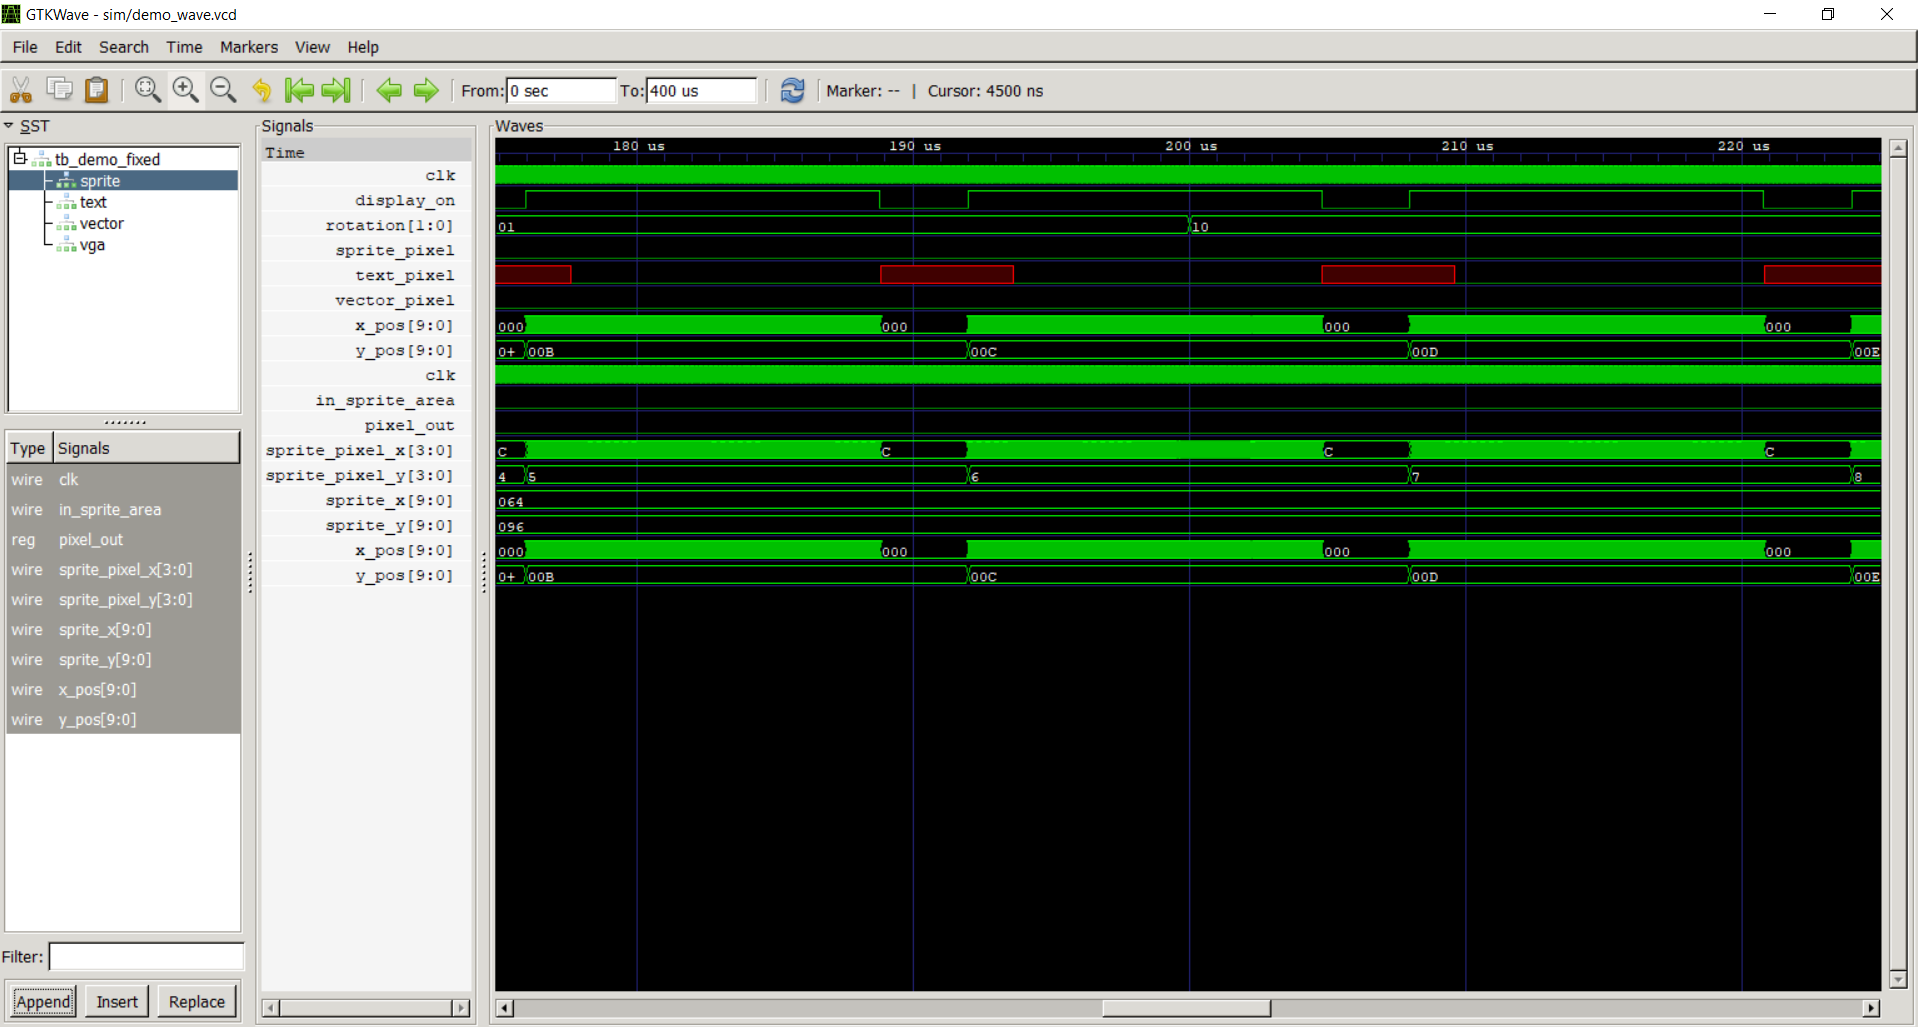 GTKWave - sim/demo_wave.vcd
File Edit Search Time Markers View Help
From: 0 sec To: 400 us Marker: -- | Cursor: 4500 ns
SST
tb_demo_fixed
sprite
text
vector
vga
Type Signals
wire clk
wire in_sprite_area
reg pixel_out
wire sprite_pixel_x[3:0]
wire sprite_pixel_y[3:0]
wire sprite_x[9:0]
wire sprite_y[9:0]
wire x_pos[9:0]
wire y_pos[9:0]
Filter:
Append Insert Replace
Signals
Time
clk
display_on
rotation[1:0]
sprite_pixel
text_pixel
vector_pixel
x_pos[9:0]
y_pos[9:0]
clk
in_sprite_area
pixel_out
sprite_pixel_x[3:0]
sprite_pixel_y[3:0]
sprite_x[9:0]
sprite_y[9:0]
x_pos[9:0]
y_pos[9:0]
Waves
180 us 190 us 200 us 210 us 220 us
01 10
000 000 000 000
0+ 00B 00C 00D 00E
C C C C
4 5 6 7 8
064
096
000 000 000 000
0+ 00B 00C 00D 00E